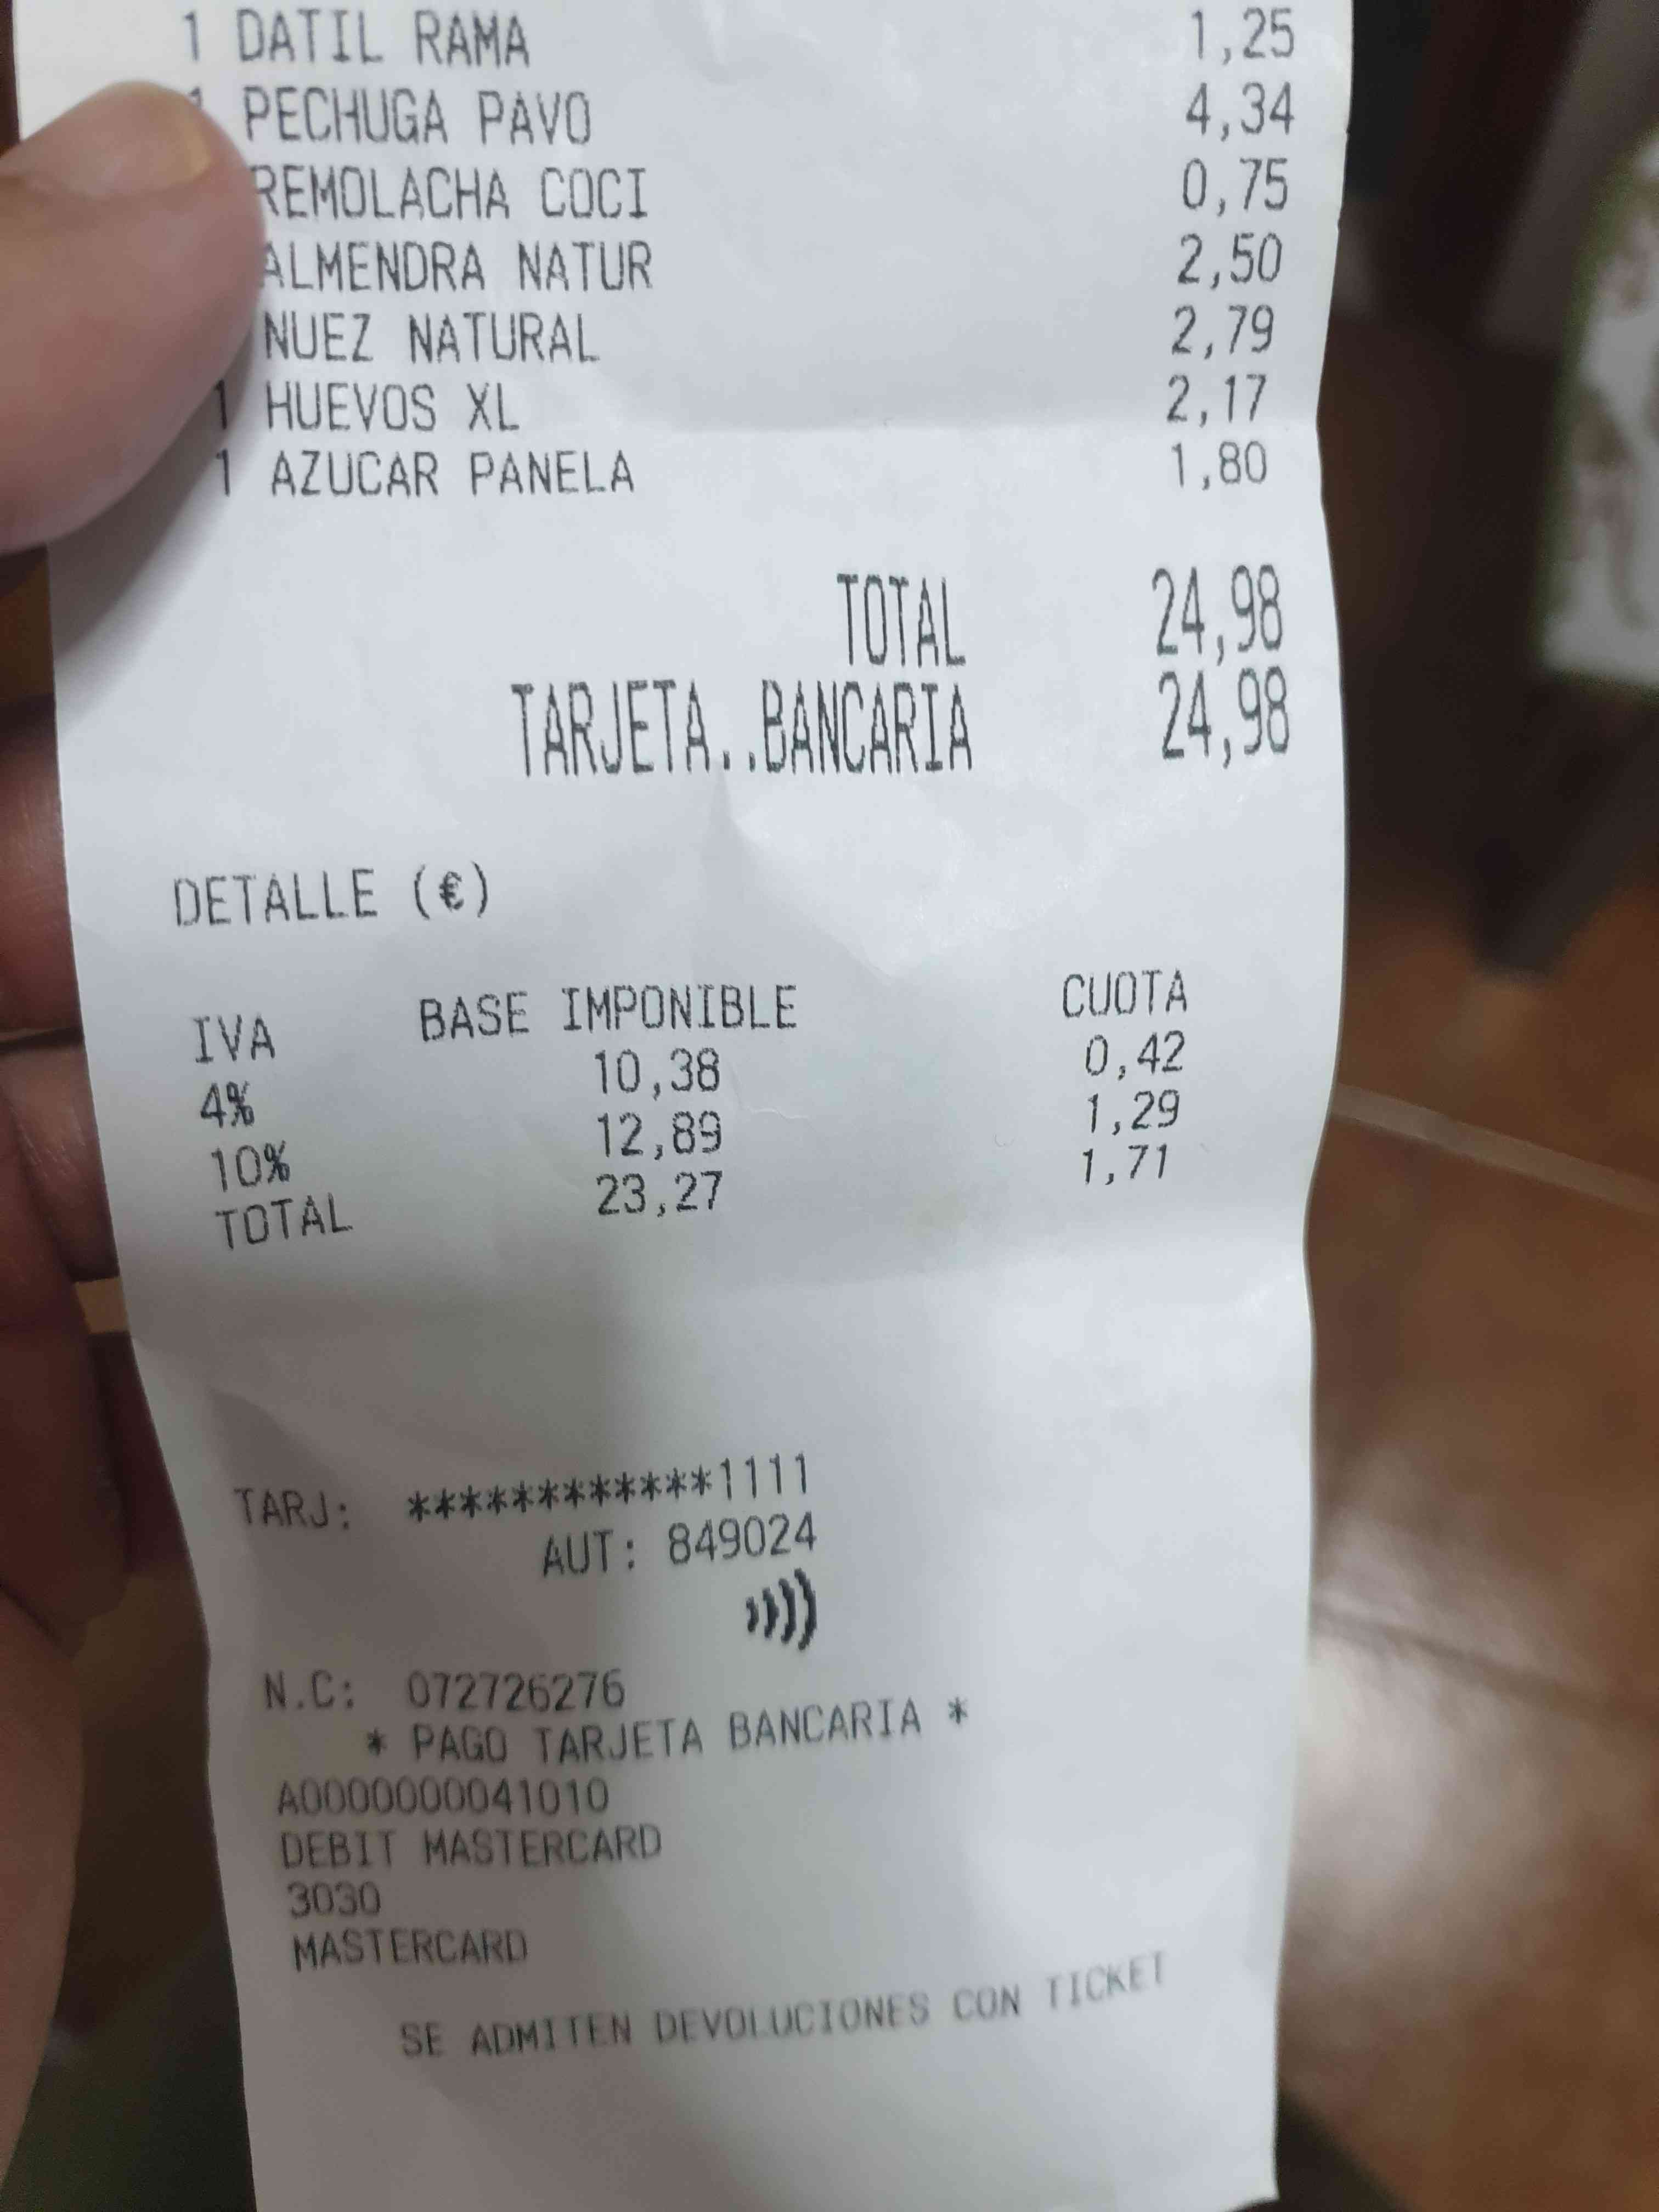 1 DATIL RAMA 1,25
PECHUGA PAVO 4,34
REMOLACHA COCI 0,75
ALMENDRA NATUR 2,50
NUEZ NATURAL 2,79
1 HUEVOS XL 2,17
1 AZUCAR PANELA 1,80
TOTAL 24,98
TARJETA..BANCARIA 24,98
DETALLE (€)
IVA BASE IMPONIBLE CUOTA
4% 10,38 0,42
10% 12,89 1,29
TOTAL 23,27 1,71
TARJ: ************1111
AUT: 849024
N.C: 072726276
* PAGO TARJETA BANCARIA *
A0000000041010
DEBIT MASTERCARD
3030
MASTERCARD
SE ADMITEN DEVOLUCIONES CON TICKET